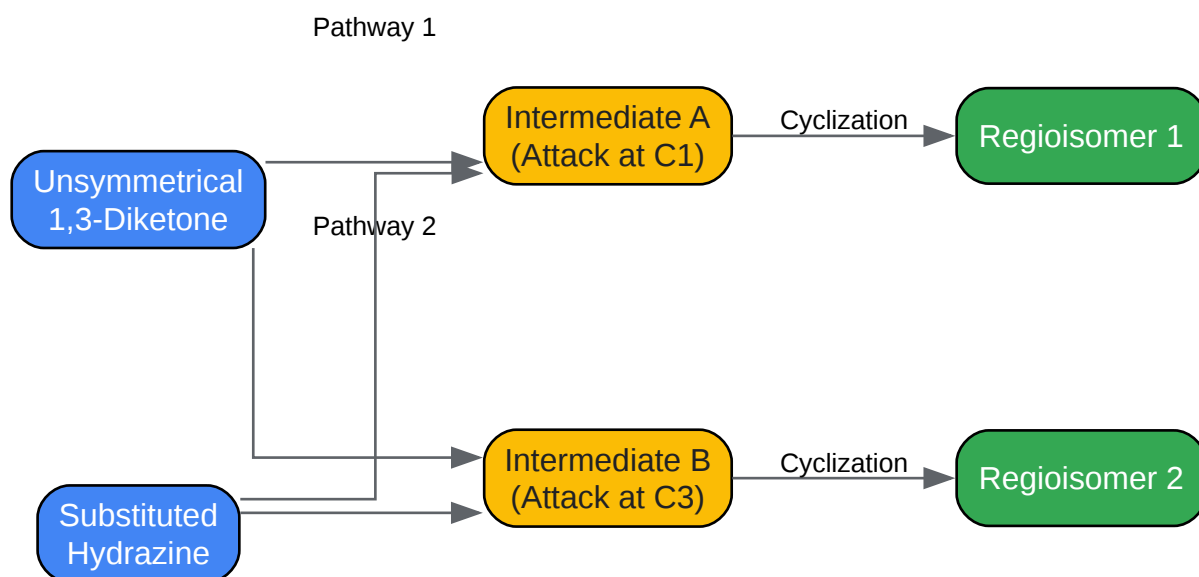 Pathway 1
Intermediate A
(Attack at C1)
Cyclization
Regioisomer 1
Unsymmetrical
1,3-Diketone
Pathway 2
Intermediate B
(Attack at C3)
Cyclization
Regioisomer 2
Substituted
Hydrazine